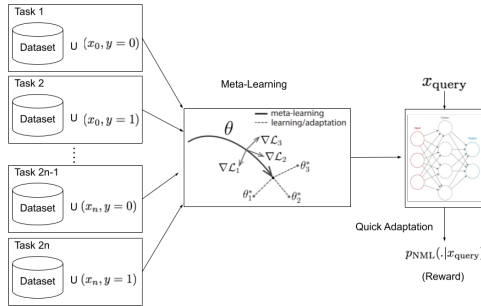 Task 1
Dataset
U (x₀, y = 0)
Task 2
Dataset
U (x₀, y = 1)
Task 2n-1
Dataset
U (xₙ, y = 0)
Task 2n
Dataset
U (xₙ, y = 1)
Meta-Learning
meta-learning
learning/adaptation
θ
∇ℒ₃
∇ℒ₂
∇ℒ₁
θ₃*
θ₁*
θ₂*
x_query
Quick Adaptation
p_NML(.|x_query)
(Reward)